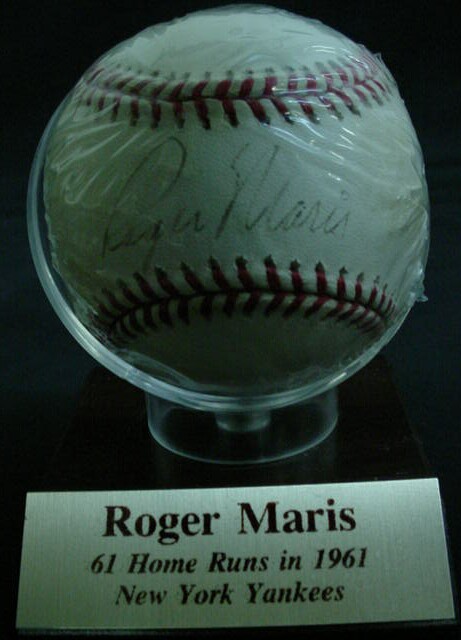 Roger Maris
Roger Maris
61 Home Runs in 1961
New York Yankees